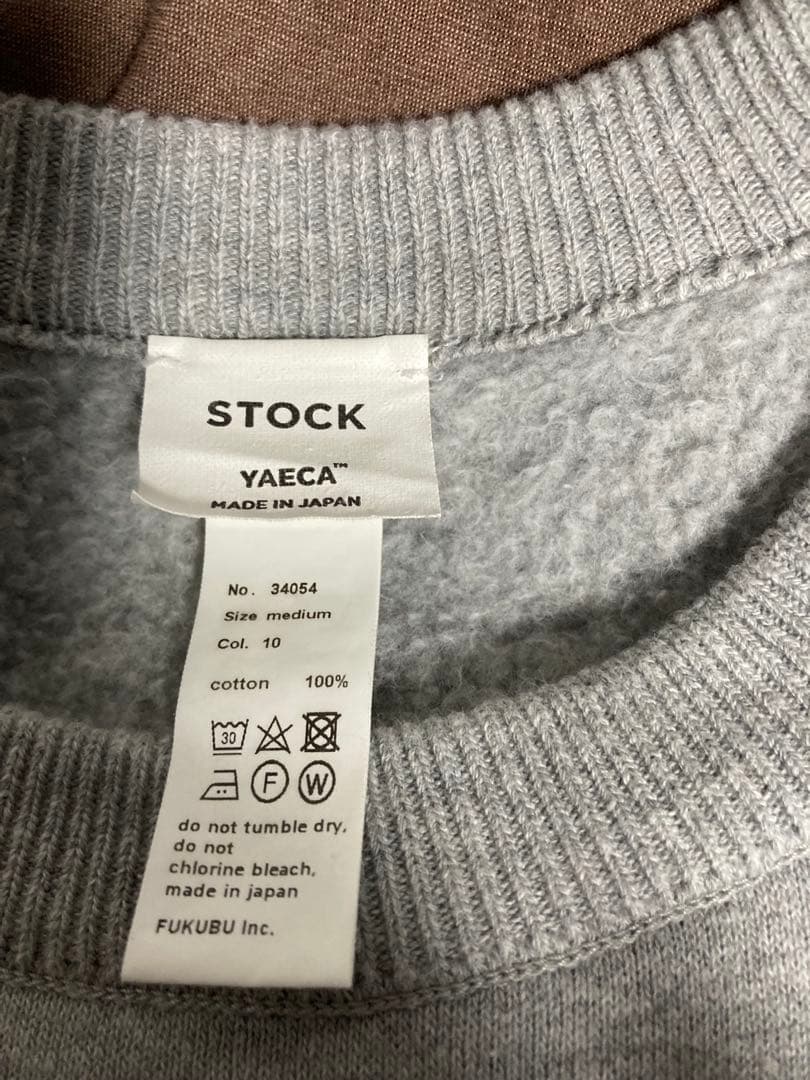 STOCK
YAECA™
MADE IN JAPAN
No. 34054
Size medium
Col. 10
cotton 100%
30
F W
do not tumble dry,
do not
chlorine bleach,
made in japan
FUKUBU Inc.